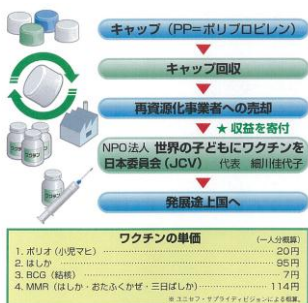 キャップ（PP=ポリプロピレン）
キャップ回収
再資源化事業者への売却
★収益を寄付
NPO法人 世界の子どもにワクチンを
日本委員会（JCV） 代表 細川佳代子
発展途上国へ
ワクチン
ワクチンの単価 （一人分概算）
1. ポリオ（小児マヒ） 20円
2. はしか 95円
3. BCG（結核） 7円
4. MMR（はしか・おたふくかぜ・三日ばしか） 114円
※ユニセフ・サプライディビジョンによる概算。